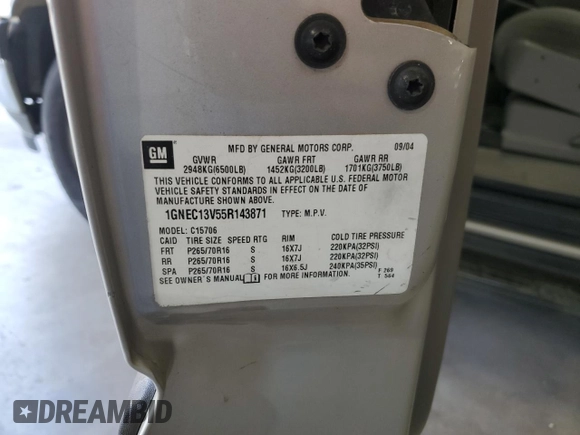 GM
MFD BY GENERAL MOTORS CORP. 09/04
GVWR GAWR FRT GAWR RR
2948KG(6500LB) 1452KG(3200LB) 1701KG(3750LB)
THIS VEHICLE CONFORMS TO ALL APPLICABLE U.S. FEDERAL MOTOR
VEHICLE SAFETY STANDARDS IN EFFECT ON THE DATE OF
MANUFACTURE SHOWN ABOVE.
1GNEC13V55R143871 TYPE: M.P.V.
MODEL: C15706
CAID TIRE SIZE SPEED RTG RIM COLD TIRE PRESSURE
FRT P265/70R16 S 16X7J 220KPA(32PSI)
RR P265/70R16 S 16X7J 220KPA(32PSI)
SPA P265/70R16 S 16X6.5J 240KPA(35PSI)
SEE OWNER'S MANUAL FOR MORE INFORMATION.
F 269
T 504
DREAMBID